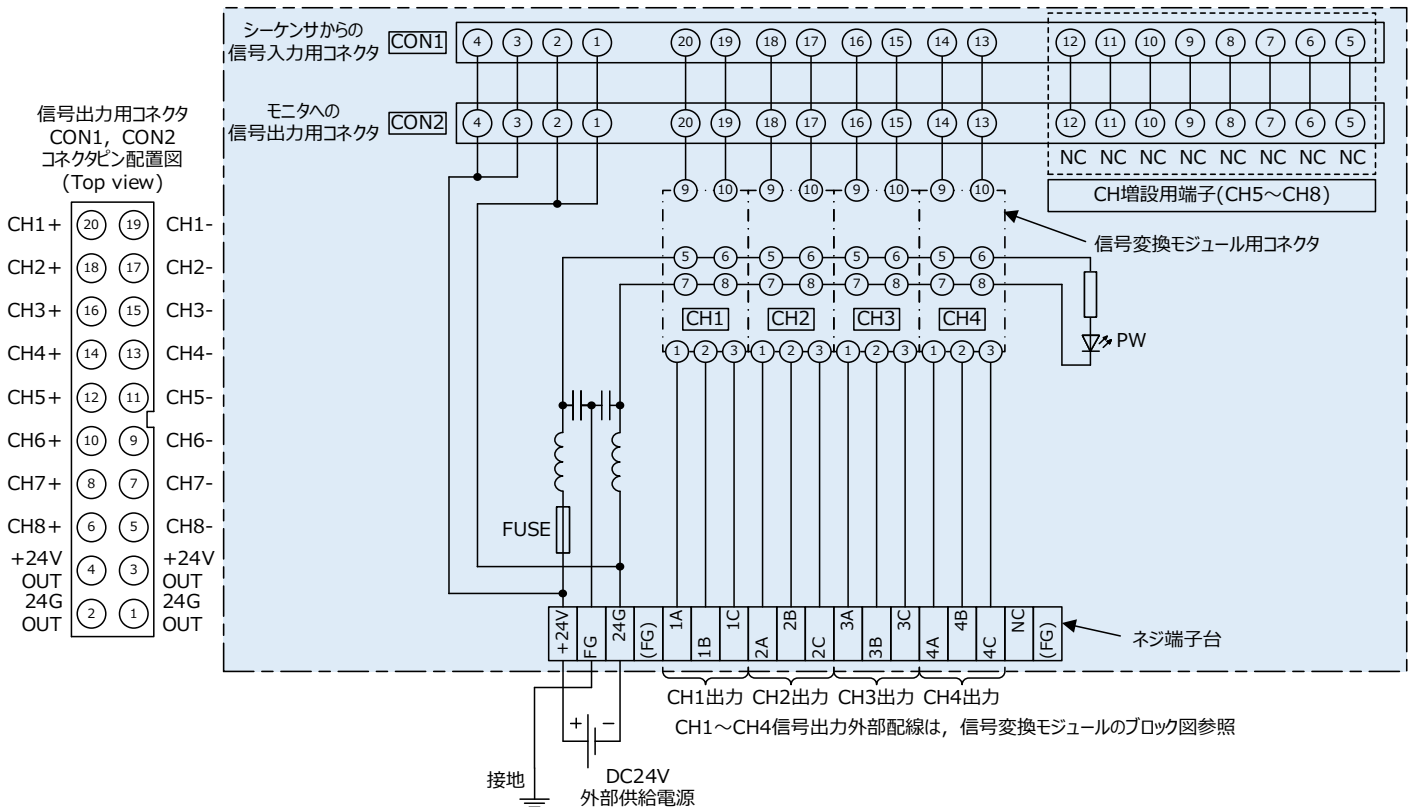 シーケンサからの
信号入力用コネクタ
CON1
4 3 2 1 20 19 18 17 16 15 14 13 12 11 10 9 8 7 6 5
モニタへの
信号出力用コネクタ
CON2
4 3 2 1 20 19 18 17 16 15 14 13 12 11 10 9 8 7 6 5
NC NC NC NC NC NC NC NC
CH増設用端子(CH5～CH8)
信号出力用コネクタ
CON1, CON2
コネクタピン配置図
(Top view)
CH1+ 20 19 CH1-
CH2+ 18 17 CH2-
CH3+ 16 15 CH3-
CH4+ 14 13 CH4-
CH5+ 12 11 CH5-
CH6+ 10 9 CH6-
CH7+ 8 7 CH7-
CH8+ 6 5 CH8-
+24V
OUT
4 3
+24V
OUT
24G
OUT
2 1
24G
OUT
9 10 9 10 9 10 9 10
信号変換モジュール用コネクタ
5 6 5 6 5 6 5 6
7 8 7 8 7 8 7 8
CH1 CH2 CH3 CH4
PW
1 2 3 1 2 3 1 2 3 1 2 3
FUSE
+24V FG 24G (FG) 1A 1B 1C 2A 2B 2C 3A 3B 3C 4A 4B 4C NC (FG)
ネジ端子台
CH1出力 CH2出力 CH3出力 CH4出力
CH1～CH4信号出力外部配線は，信号変換モジュールのブロック図参照
+ −
接地
DC24V
外部供給電源